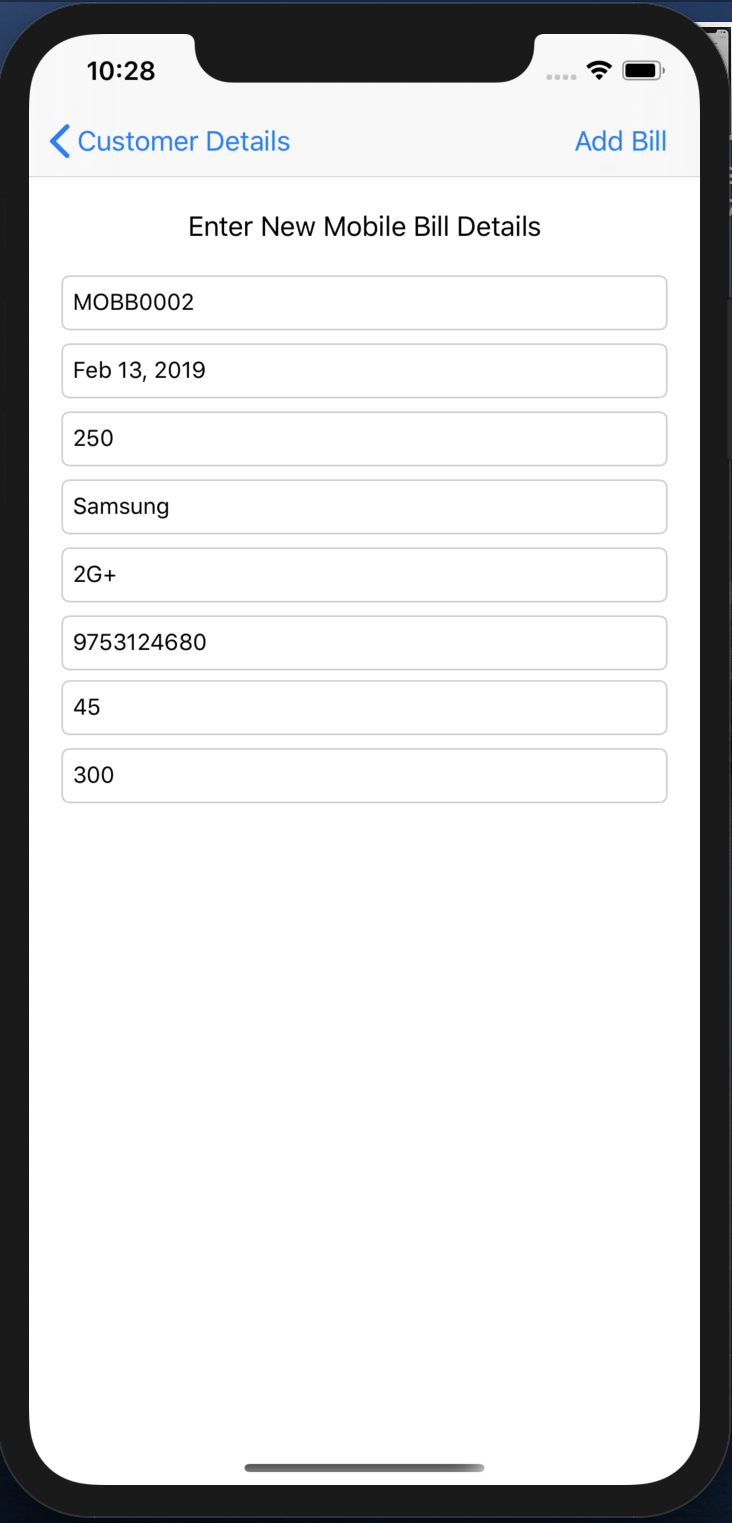 10:28
Customer Details Add Bill
Enter New Mobile Bill Details
MOBB0002
Feb 13, 2019
250
Samsung
2G+
9753124680
45
300